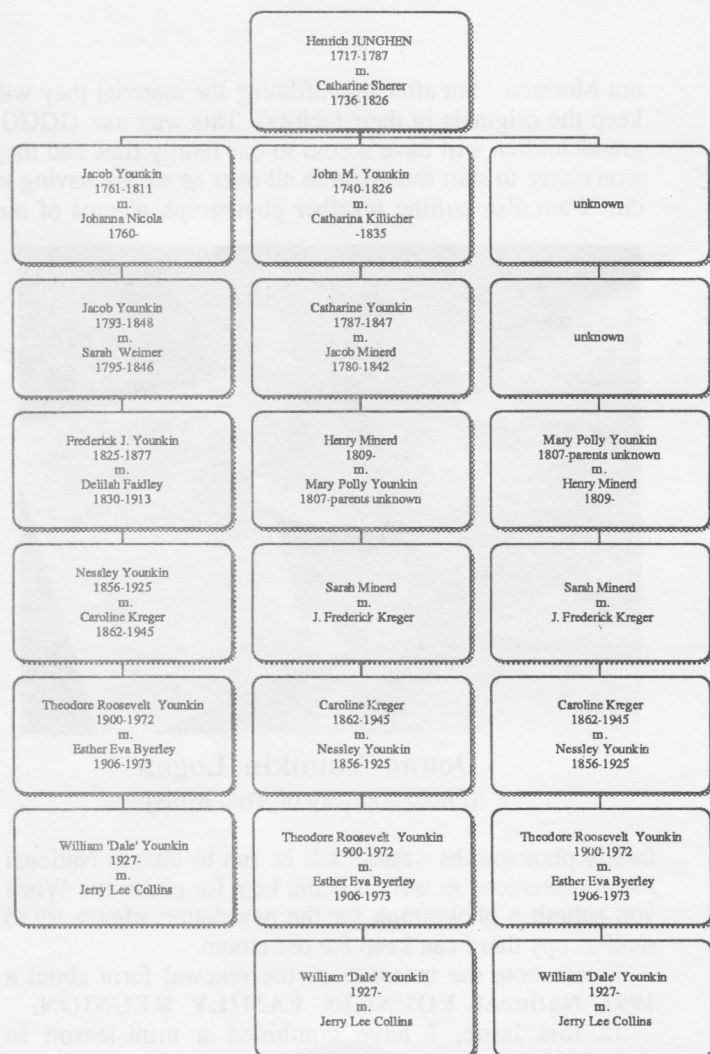 Henrich JUNGHEN
1717-1787
m.
Catharine Sherer
1736-1826
Jacob Younkin
1761-1811
m.
Johanna Nicola
1760-
John M. Younkin
1740-1826
m.
Catharina Killicher
-1835
unknown
Jacob Younkin
1793-1848
m.
Sarah Weimer
1795-1846
Catharine Younkin
1787-1847
m.
Jacob Minerd
1780-1842
unknown
Frederick J. Younkin
1825-1877
m.
Delilah Faidley
1830-1913
Henry Minerd
1809-
m.
Mary Polly Younkin
1807-parents unknown
Mary Polly Younkin
1807-parents unknown
m.
Henry Minerd
1809-
Nessley Younkin
1856-1925
m.
Caroline Kreger
1862-1945
Sarah Minerd
m.
J. Frederick Kreger
Sarah Minerd
m.
J. Frederick Kreger
Theodore Roosevelt Younkin
1900-1972
m.
Esther Eva Byerley
1906-1973
Caroline Kreger
1862-1945
m.
Nessley Younkin
1856-1925
Caroline Kreger
1862-1945
m.
Nessley Younkin
1856-1925
William 'Dale' Younkin
1927-
m.
Jerry Lee Collins
Theodore Roosevelt Younkin
1900-1972
m.
Esther Eva Byerley
1906-1973
Theodore Roosevelt Younkin
1900-1972
m.
Esther Eva Byerley
1906-1973
William 'Dale' Younkin
1927-
m.
Jerry Lee Collins
William 'Dale' Younkin
1927-
m.
Jerry Lee Collins